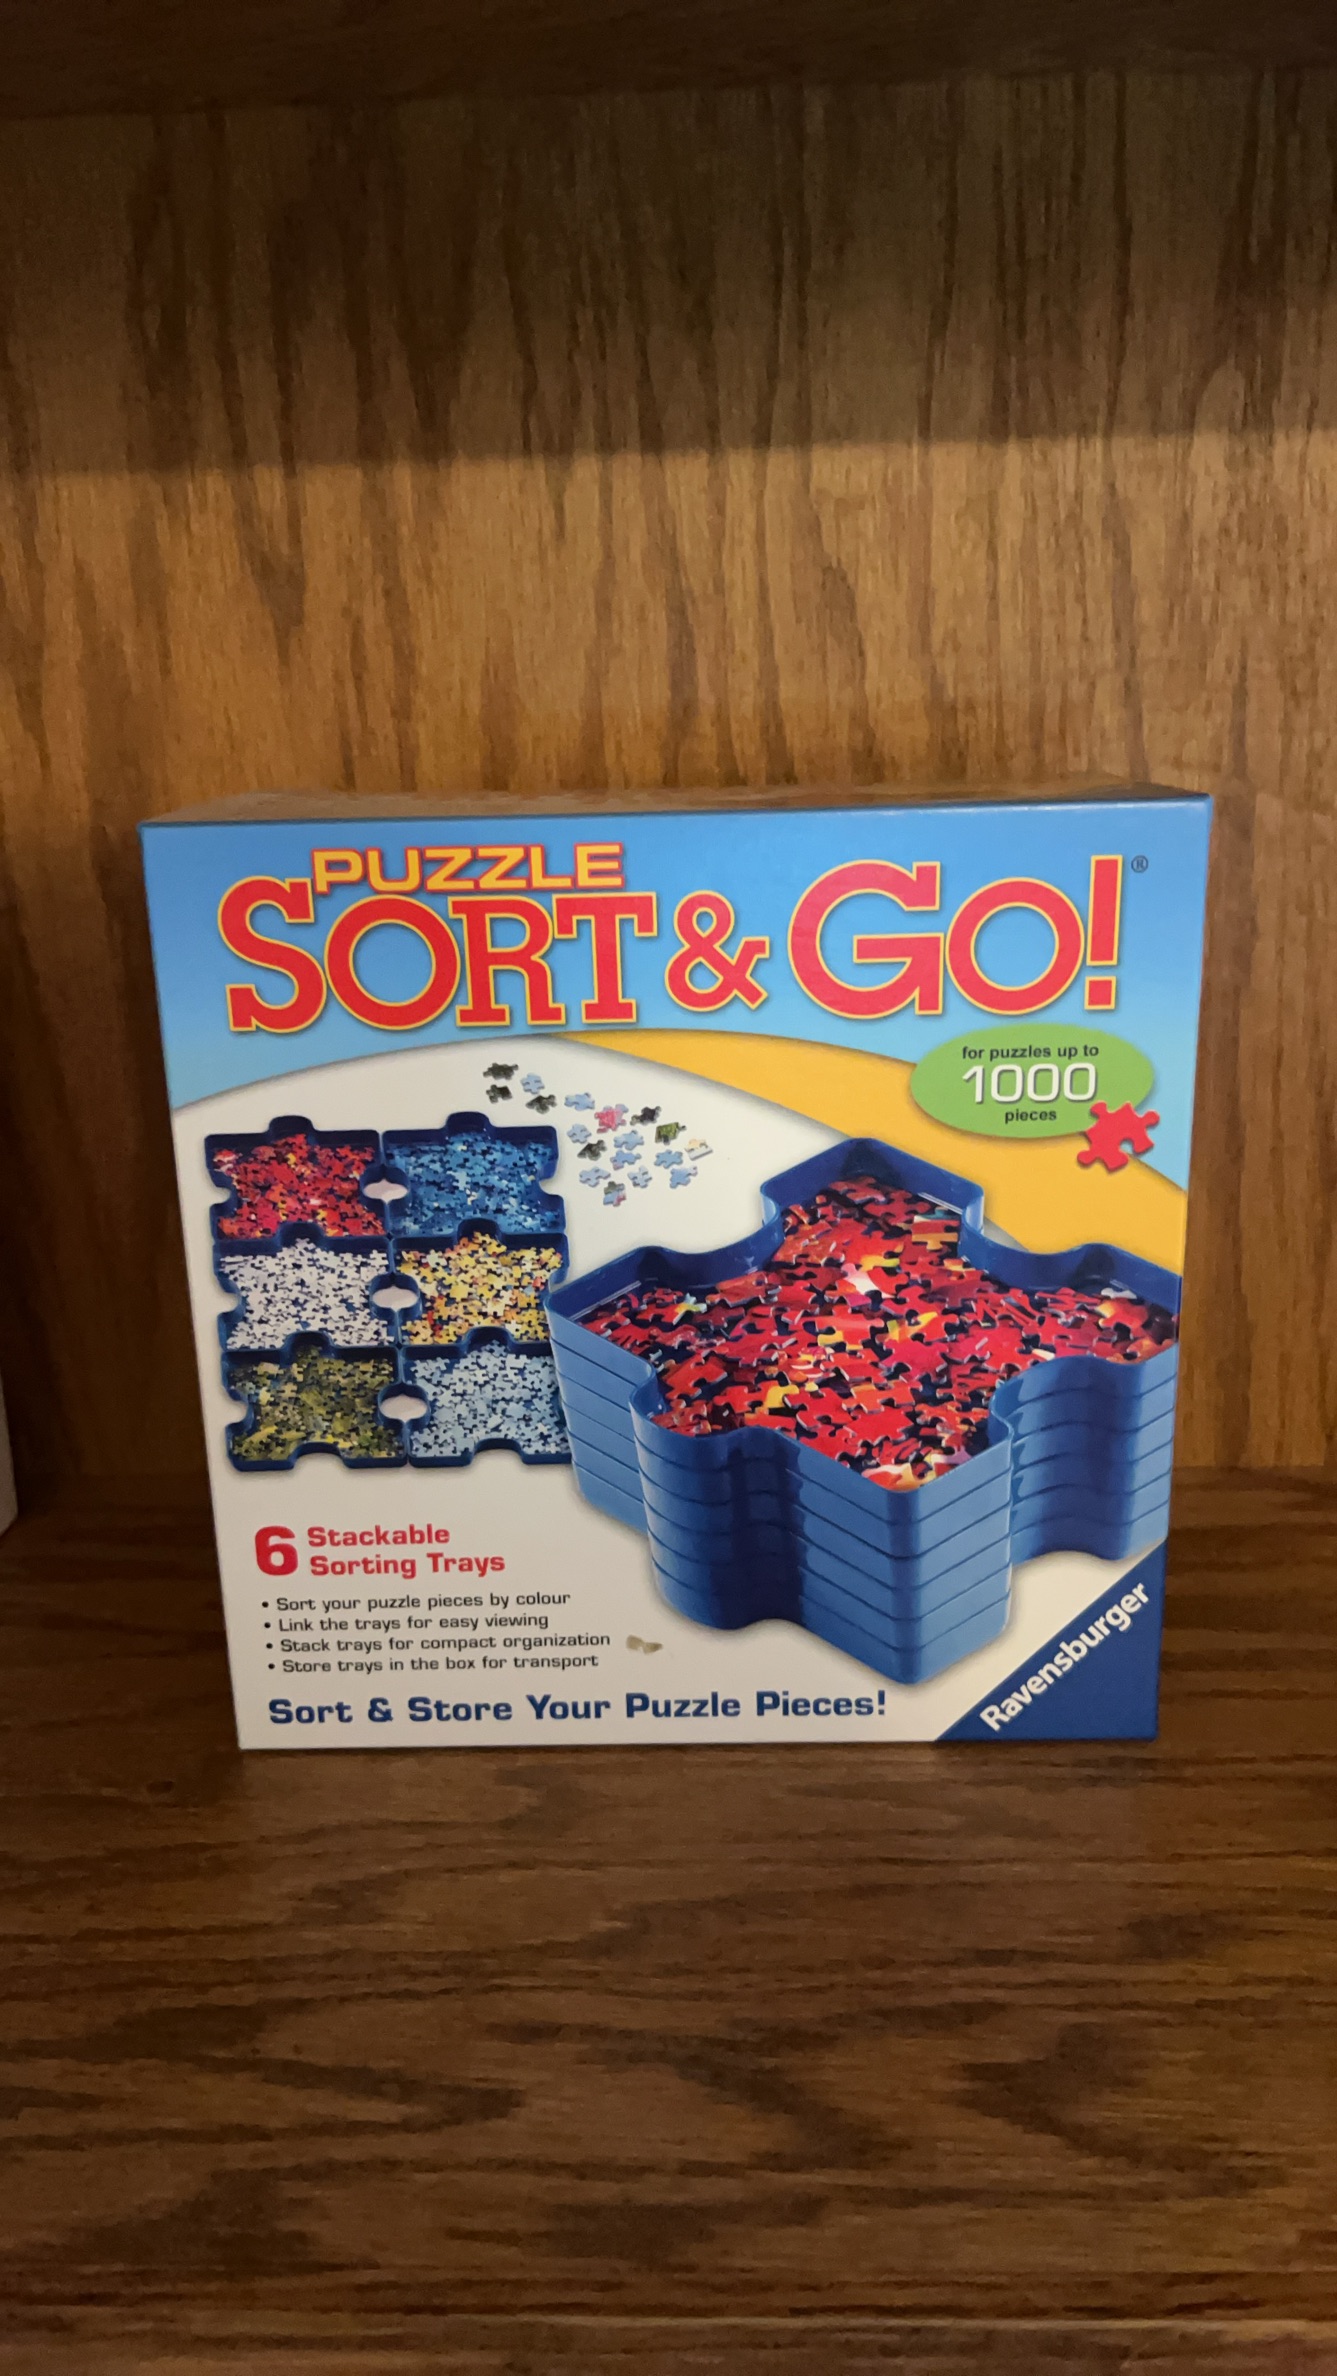 PUZZLE
SORT & GO!®
for puzzles up to
1000
pieces
6 Stackable
Sorting Trays
• Sort your puzzle pieces by colour
• Link the trays for easy viewing
• Stack trays for compact organization
• Store trays in the box for transport
Sort & Store Your Puzzle Pieces!
Ravensburger